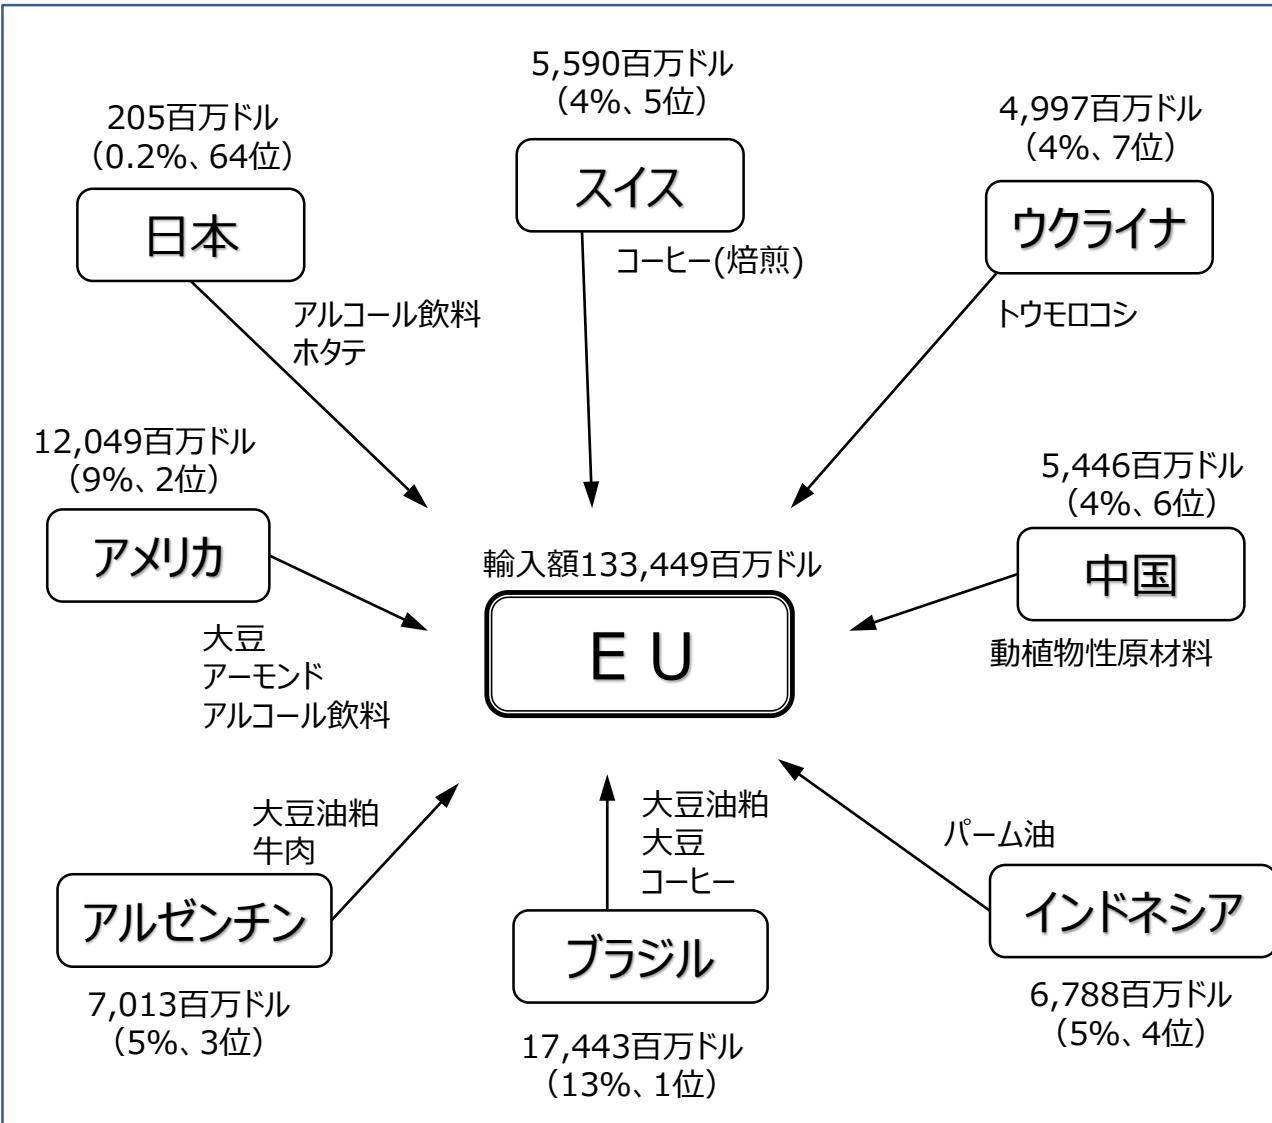 5,590百万ドル
（4%、5位）
スイス
コーヒー(焙煎)
205百万ドル
（0.2%、64位）
日本
アルコール飲料
ホタテ
4,997百万ドル
（4%、7位）
ウクライナ
トウモロコシ
12,049百万ドル
（9%、2位）
アメリカ
大豆
アーモンド
アルコール飲料
5,446百万ドル
（4%、6位）
中国
動植物性原材料
輸入額133,449百万ドル
ＥＵ
大豆油粕
牛肉
アルゼンチン
7,013百万ドル
（5%、3位）
大豆油粕
大豆
コーヒー
ブラジル
17,443百万ドル
（13%、1位）
パーム油
インドネシア
6,788百万ドル
（5%、4位）